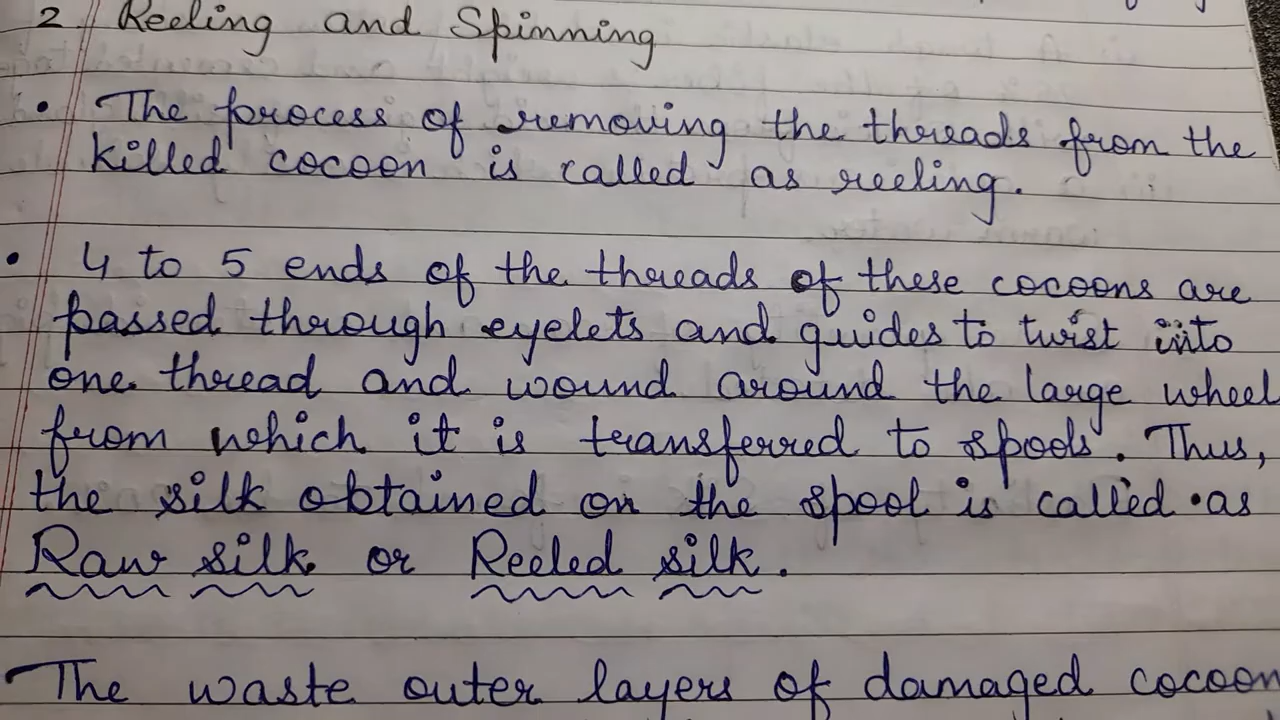 2 Reeling and Spinning
• The process of removing the threads from the
killed cocoon is called as reeling.
• 4 to 5 ends of the threads of these cocoons are
passed through eyelets and guides to twist into
one thread and wound around the large wheel
from which it is transferred to spools. Thus,
the silk obtained on the spool is called as
Raw silk or Reeled silk.
• The waste outer layers of damaged cocoon